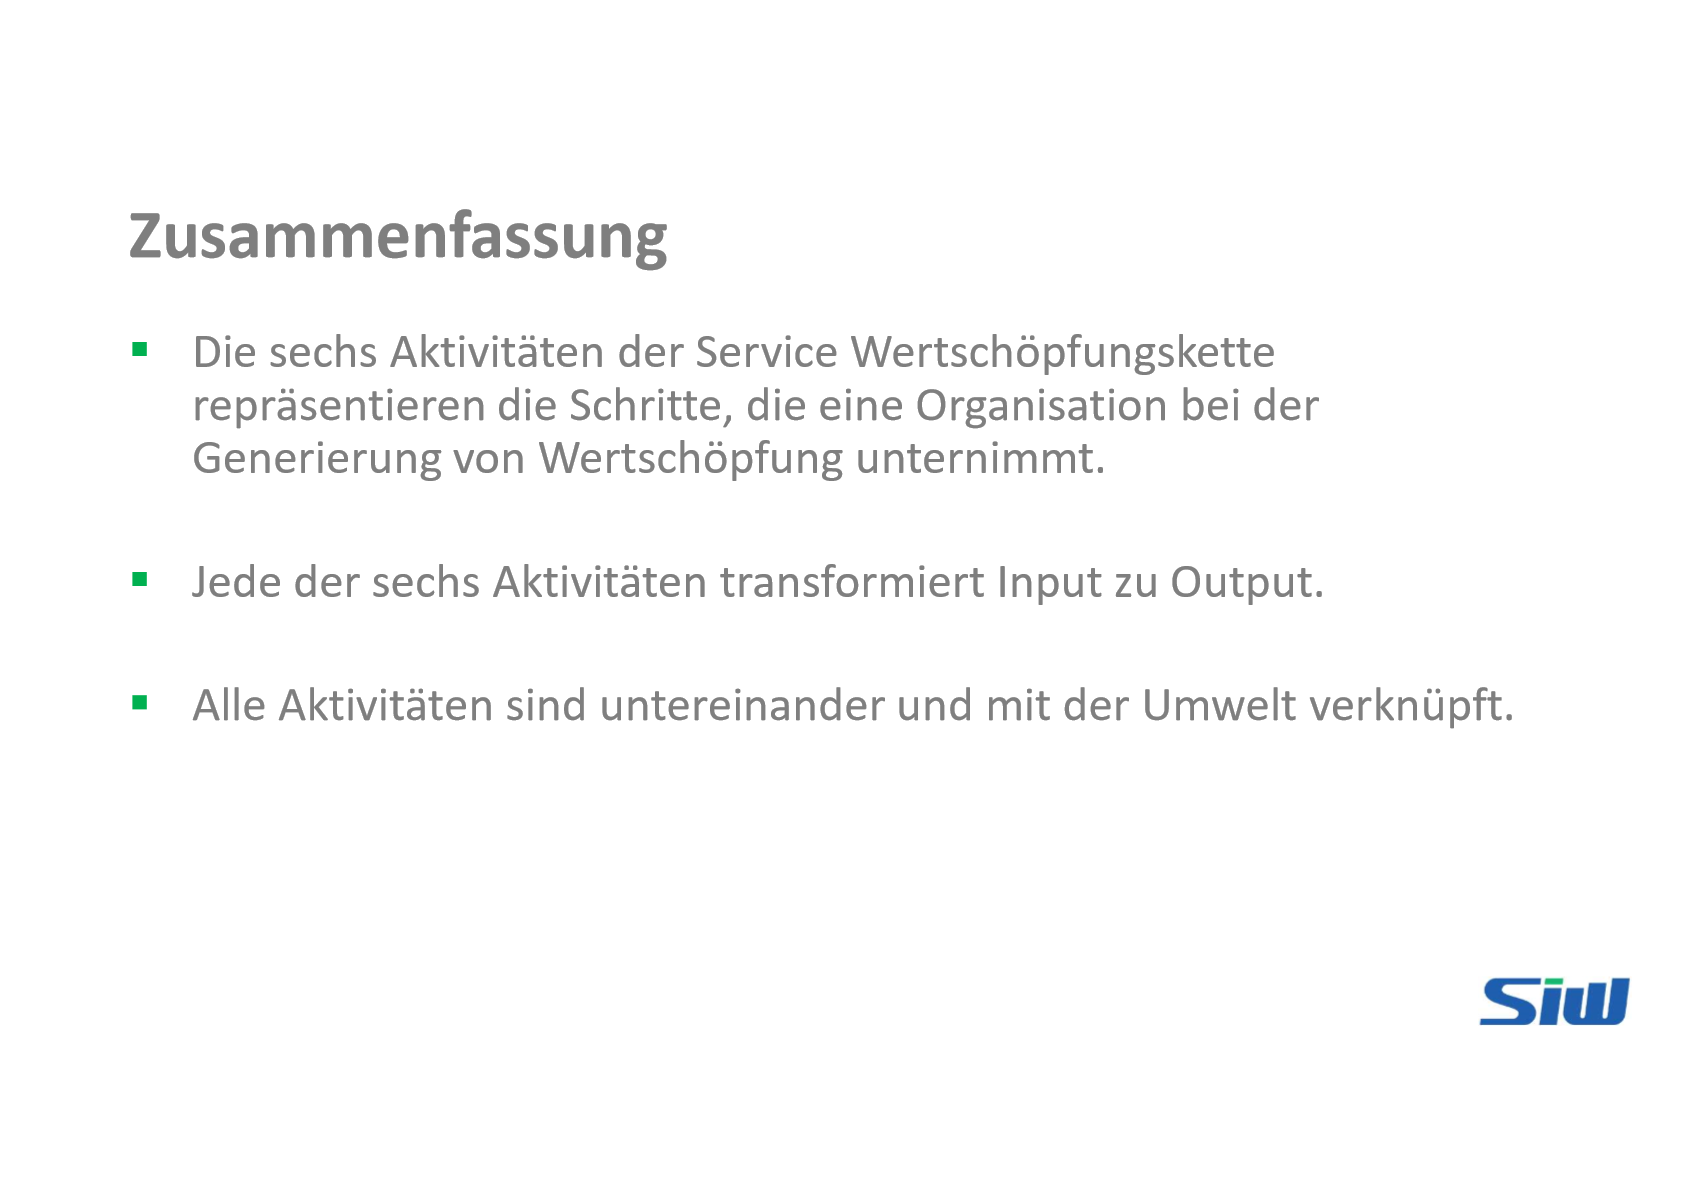 Zusammenfassung
▪ Die sechs Aktivitäten der Service Wertschöpfungskette
repräsentieren die Schritte, die eine Organisation bei der
Generierung von Wertschöpfung unternimmt.
▪ Jede der sechs Aktivitäten transformiert Input zu Output.
▪ Alle Aktivitäten sind untereinander und mit der Umwelt verknüpft.
Siw